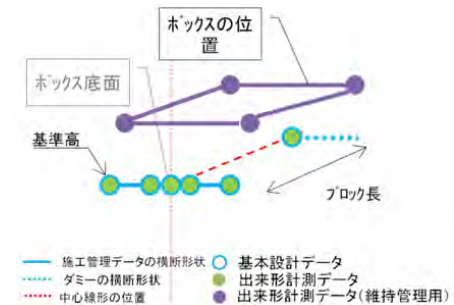 ボックスの位
置
ボックス底面
基準高
ブロック長
施工管理データの横断形状
基本設計データ
ダミーの横断形状
出来形計測データ
中心線形の位置
出来形計測データ(維持管理用)